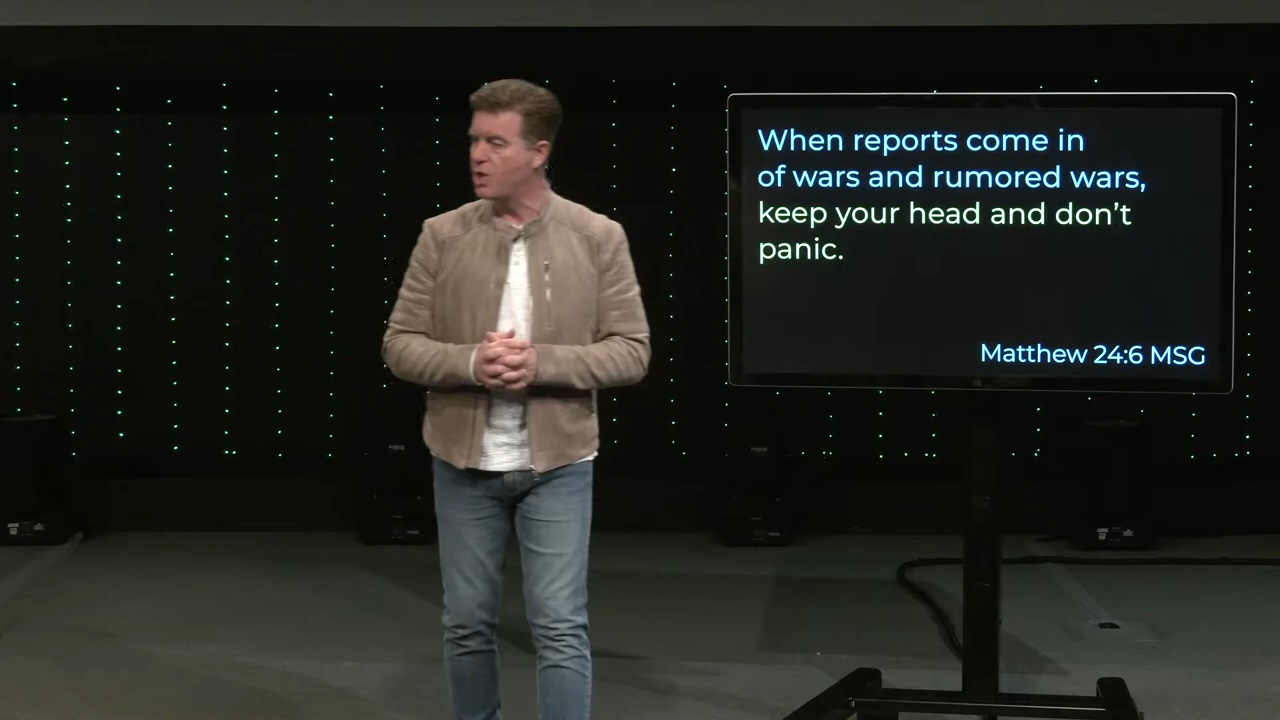 When reports come in
of wars and rumored wars,
keep your head and don’t
panic.
Matthew 24:6 MSG